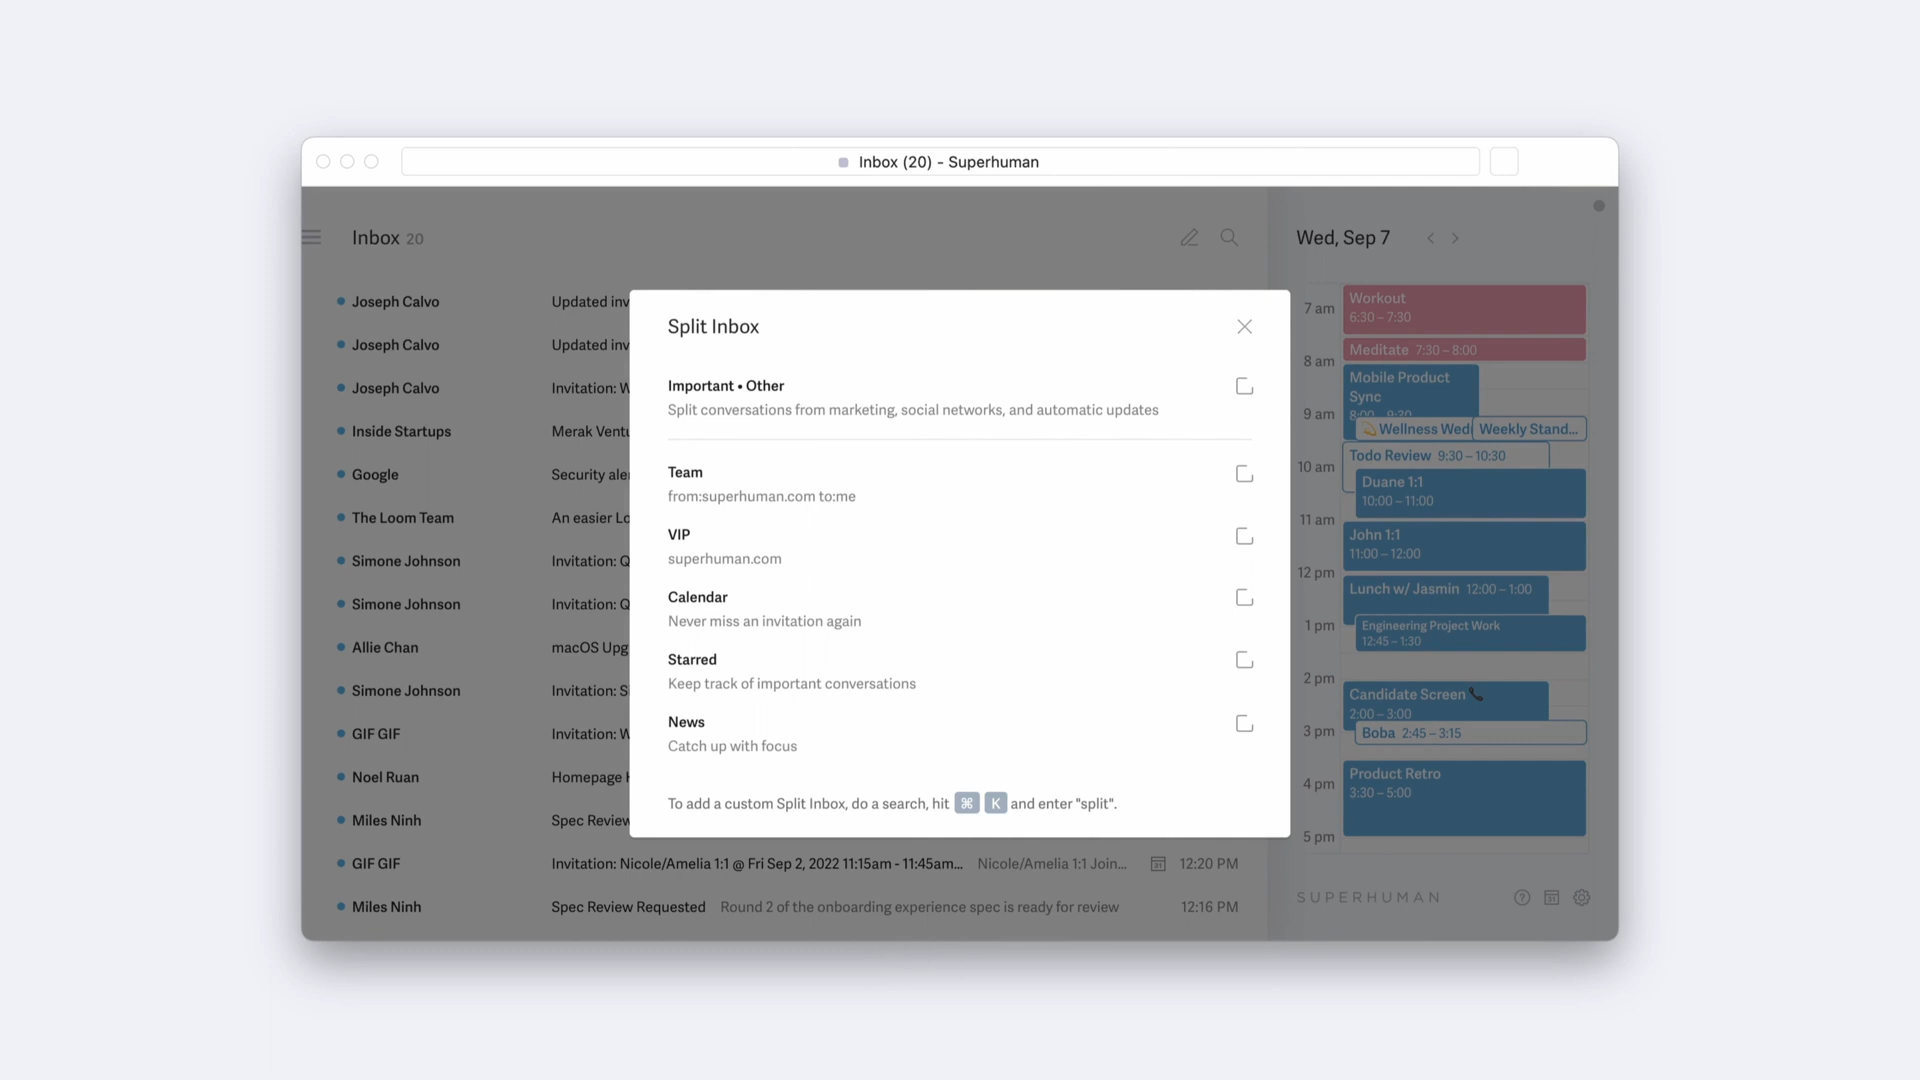 Inbox (20) - Superhuman
Inbox 20
Wed, Sep 7
Joseph Calvo Updated inv
Joseph Calvo Updated inv
Joseph Calvo Invitation: W
Inside Startups Merak Ventu
Google Security ale
The Loom Team An easier Lo
Simone Johnson Invitation: Q
Simone Johnson Invitation: Q
Allie Chan macOS Upg
Simone Johnson Invitation: S
GIF GIF Invitation: W
Noel Ruan Homepage
Miles Ninh Spec Review
GIF GIF Invitation: Nicole/Amelia 1:1 @ Fri Sep 2, 2022 11:15am - 11:45am... Nicole/Amelia 1:1 Join... 31 12:20 PM
Miles Ninh Spec Review Requested Round 2 of the onboarding experience spec is ready for review 12:16 PM
Split Inbox
Important • Other
Split conversations from marketing, social networks, and automatic updates
Team
from:superhuman.com to:me
VIP
superhuman.com
Calendar
Never miss an invitation again
Starred
Keep track of important conversations
News
Catch up with focus
To add a custom Split Inbox, do a search, hit ⌘ K and enter "split".
7 am
8 am
9 am
10 am
11 am
12 pm
1 pm
2 pm
3 pm
4 pm
5 pm
Workout
6:30 – 7:30
Meditate 7:30 – 8:00
Mobile Product
Sync
8:00 – 9:30
💫 Wellness Wed Weekly Stand...
Todo Review 9:30 – 10:30
Duane 1:1
10:00 – 11:00
John 1:1
11:00 – 12:00
Lunch w/ Jasmin 12:00 – 1:00
Engineering Project Work
12:45 – 1:30
Candidate Screen 📞
2:00 – 3:00
Boba 2:45 – 3:15
Product Retro
3:30 – 5:00
SUPERHUMAN ? 31